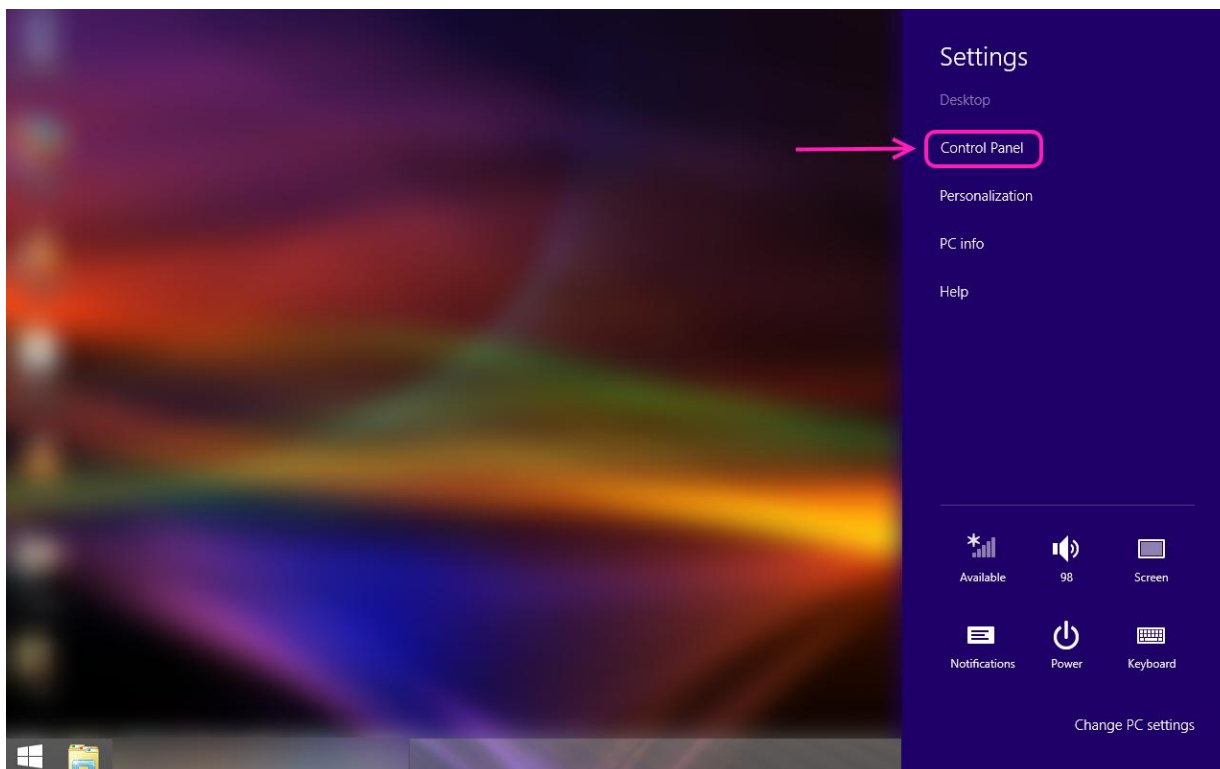 Settings
Desktop
Control Panel
Personalization
PC info
Help
Available
98
Screen
Notifications
Power
Keyboard
Change PC settings